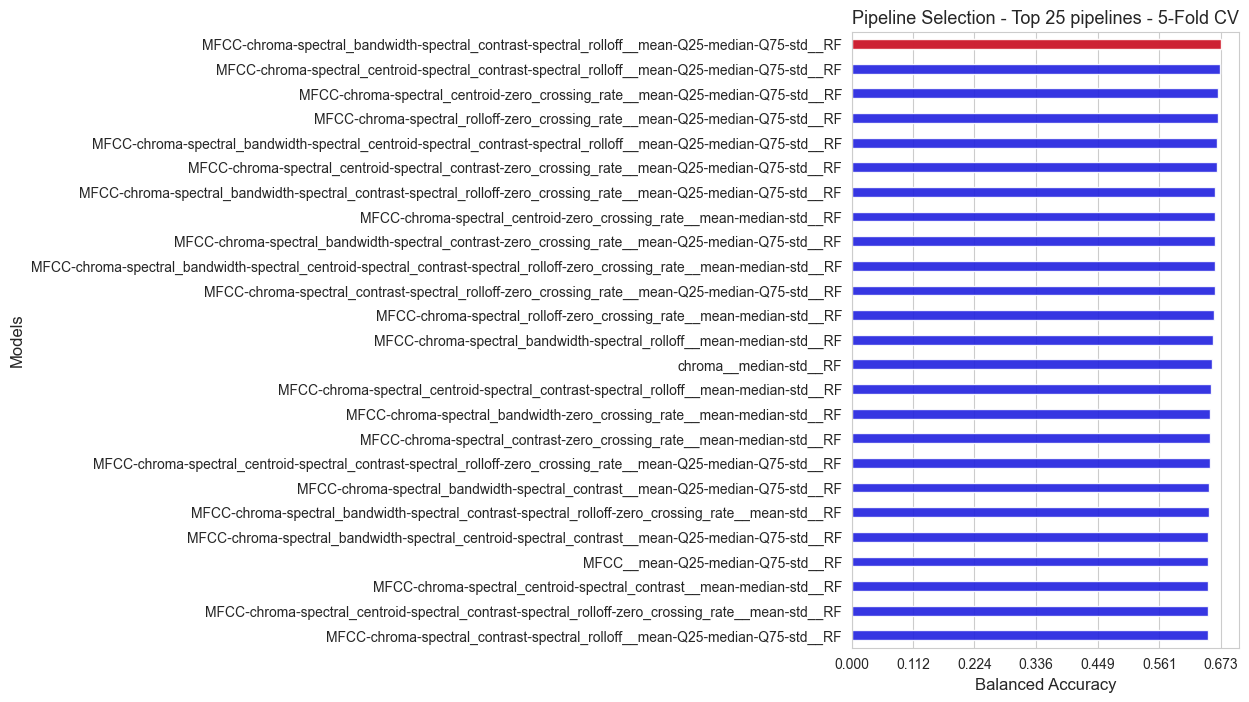 Pipeline Selection - Top 25 pipelines - 5-Fold CV
MFCC-chroma-spectral_bandwidth-spectral_contrast-spectral_rolloff__mean-Q25-median-Q75-std__RF
MFCC-chroma-spectral_centroid-spectral_contrast-spectral_rolloff__mean-Q25-median-Q75-std__RF
MFCC-chroma-spectral_centroid-zero_crossing_rate__mean-Q25-median-Q75-std__RF
MFCC-chroma-spectral_rolloff-zero_crossing_rate__mean-Q25-median-Q75-std__RF
MFCC-chroma-spectral_bandwidth-spectral_centroid-spectral_contrast-spectral_rolloff__mean-Q25-median-Q75-std__RF
MFCC-chroma-spectral_centroid-spectral_contrast-zero_crossing_rate__mean-Q25-median-Q75-std__RF
MFCC-chroma-spectral_bandwidth-spectral_contrast-spectral_rolloff-zero_crossing_rate__mean-Q25-median-Q75-std__RF
MFCC-chroma-spectral_centroid-zero_crossing_rate__mean-median-std__RF
MFCC-chroma-spectral_bandwidth-spectral_contrast-zero_crossing_rate__mean-Q25-median-Q75-std__RF
MFCC-chroma-spectral_bandwidth-spectral_centroid-spectral_contrast-spectral_rolloff-zero_crossing_rate__mean-median-std__RF
MFCC-chroma-spectral_contrast-spectral_rolloff-zero_crossing_rate__mean-Q25-median-Q75-std__RF
MFCC-chroma-spectral_rolloff-zero_crossing_rate__mean-median-std__RF
MFCC-chroma-spectral_bandwidth-spectral_rolloff__mean-median-std__RF
chroma__median-std__RF
MFCC-chroma-spectral_centroid-spectral_contrast-spectral_rolloff__mean-median-std__RF
MFCC-chroma-spectral_bandwidth-zero_crossing_rate__mean-median-std__RF
MFCC-chroma-spectral_contrast-zero_crossing_rate__mean-median-std__RF
MFCC-chroma-spectral_centroid-spectral_contrast-spectral_rolloff-zero_crossing_rate__mean-Q25-median-Q75-std__RF
MFCC-chroma-spectral_bandwidth-spectral_contrast__mean-Q25-median-Q75-std__RF
MFCC-chroma-spectral_bandwidth-spectral_contrast-spectral_rolloff-zero_crossing_rate__mean-std__RF
MFCC-chroma-spectral_bandwidth-spectral_centroid-spectral_contrast__mean-Q25-median-Q75-std__RF
MFCC__mean-Q25-median-Q75-std__RF
MFCC-chroma-spectral_centroid-spectral_contrast__mean-median-std__RF
MFCC-chroma-spectral_centroid-spectral_contrast-spectral_rolloff-zero_crossing_rate__mean-std__RF
MFCC-chroma-spectral_contrast-spectral_rolloff__mean-Q25-median-Q75-std__RF
Models
0.000 0.112 0.224 0.336 0.449 0.561 0.673
Balanced Accuracy